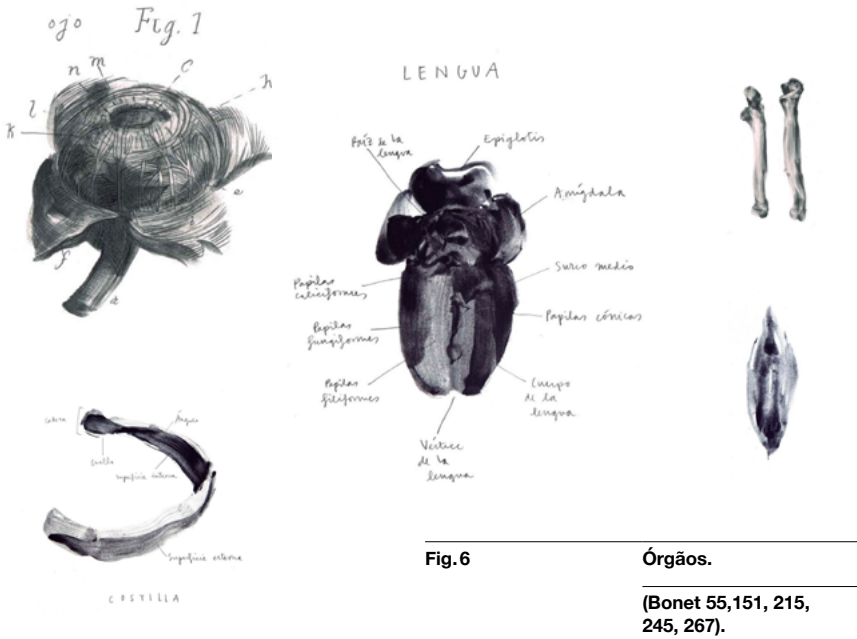 ojo Fig. 1
n m C h
l
k
e
f
d
LENGUA
Raíz de la
lengua
Epiglotis
Amígdala
Papilas
caliciformes
Surco medio
Papilas
fungiformes
Papilas cónicas
Papilas
filiformes
Cuerpo
de la
lengua
Vértice
de la
lengua
Cabeza
Ángulo
Cuello
Superficie interna
Superficie externa
COSTILLA
Fig. 6 Órgãos.
(Bonet 55,151, 215,
245, 267).